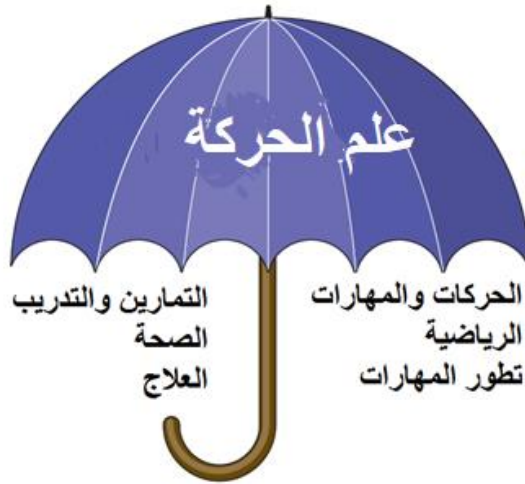 علم الحركة
الحركات والمهارات
الرياضية
تطور المهارات
التمارين والتدريب
الصحة
العلاج